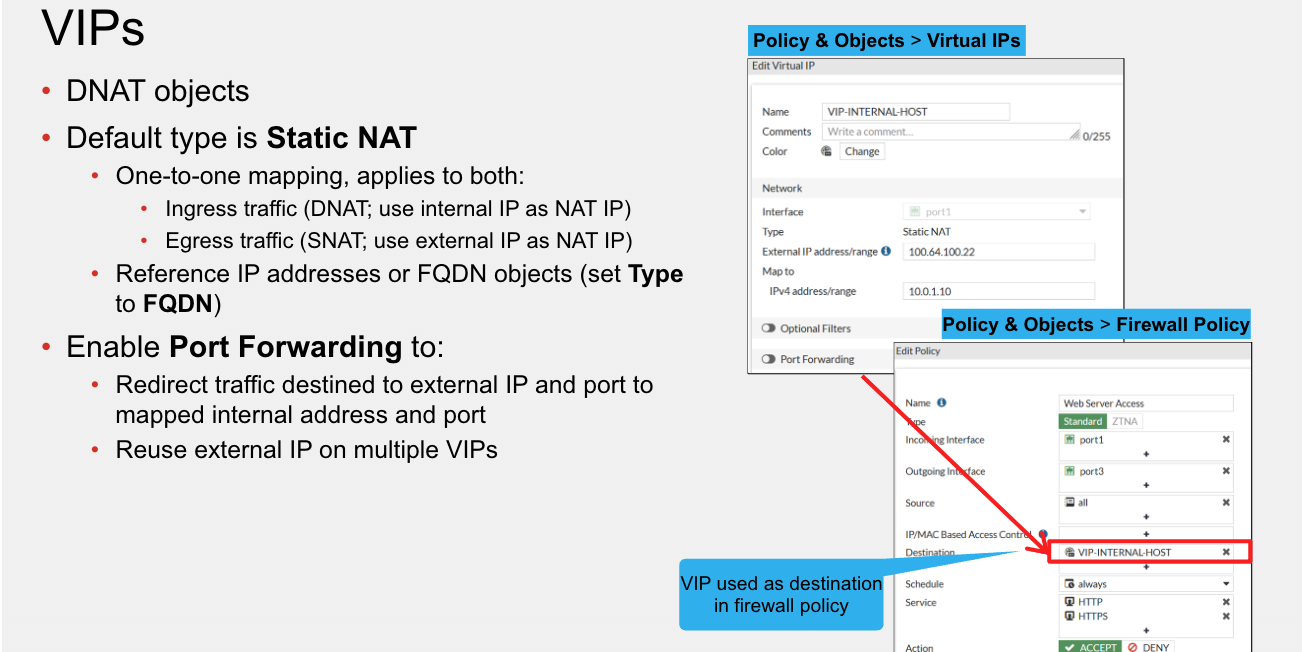 VIPs
• DNAT objects
• Default type is Static NAT
• One-to-one mapping, applies to both:
• Ingress traffic (DNAT; use internal IP as NAT IP)
• Egress traffic (SNAT; use external IP as NAT IP)
• Reference IP addresses or FQDN objects (set Type
to FQDN)
• Enable Port Forwarding to:
• Redirect traffic destined to external IP and port to
mapped internal address and port
• Reuse external IP on multiple VIPs
Policy & Objects > Virtual IPs
Edit Virtual IP
Name VIP-INTERNAL-HOST
Comments Write a comment... 0/255
Color Change
Network
Interface port1
Type Static NAT
External IP address/range 100.64.100.22
Map to
IPv4 address/range 10.0.1.10
Optional Filters
Port Forwarding
Policy & Objects > Firewall Policy
Edit Policy
Name Web Server Access
Type Standard ZTNA
Incoming Interface port1
Outgoing Interface port3
Source all
IP/MAC Based Access Control
Destination VIP-INTERNAL-HOST
Schedule always
Service HTTP
HTTPS
Action ACCEPT DENY
VIP used as destination
in firewall policy